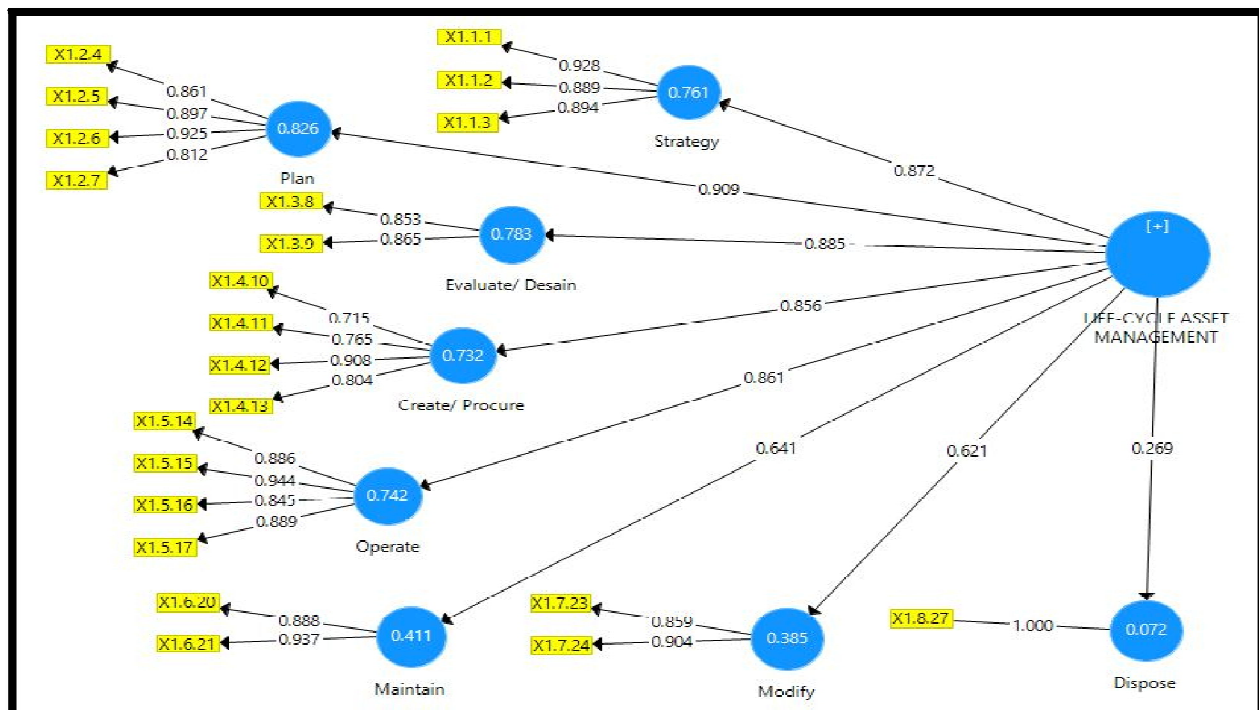 X1.1.1
X1.1.2
X1.1.3
0.928
0.889
0.894
0.761
Strategy
X1.2.4
X1.2.5
X1.2.6
X1.2.7
0.861
0.897
0.925
0.812
0.826
Plan
X1.3.8
X1.3.9
0.853
0.865
0.783
Evaluate/ Desain
X1.4.10
X1.4.11
X1.4.12
X1.4.13
0.715
0.765
0.908
0.804
0.732
Create/ Procure
X1.5.14
X1.5.15
X1.5.16
X1.5.17
0.886
0.944
0.845
0.889
0.742
Operate
X1.6.20
X1.6.21
0.888
0.937
0.411
Maintain
X1.7.23
X1.7.24
0.859
0.904
0.385
Modify
X1.8.27
1.000
0.072
Dispose
0.872
0.909
0.885
0.856
0.861
0.641
0.621
0.269
[+]
LIFE-CYCLE ASSET
MANAGEMENT